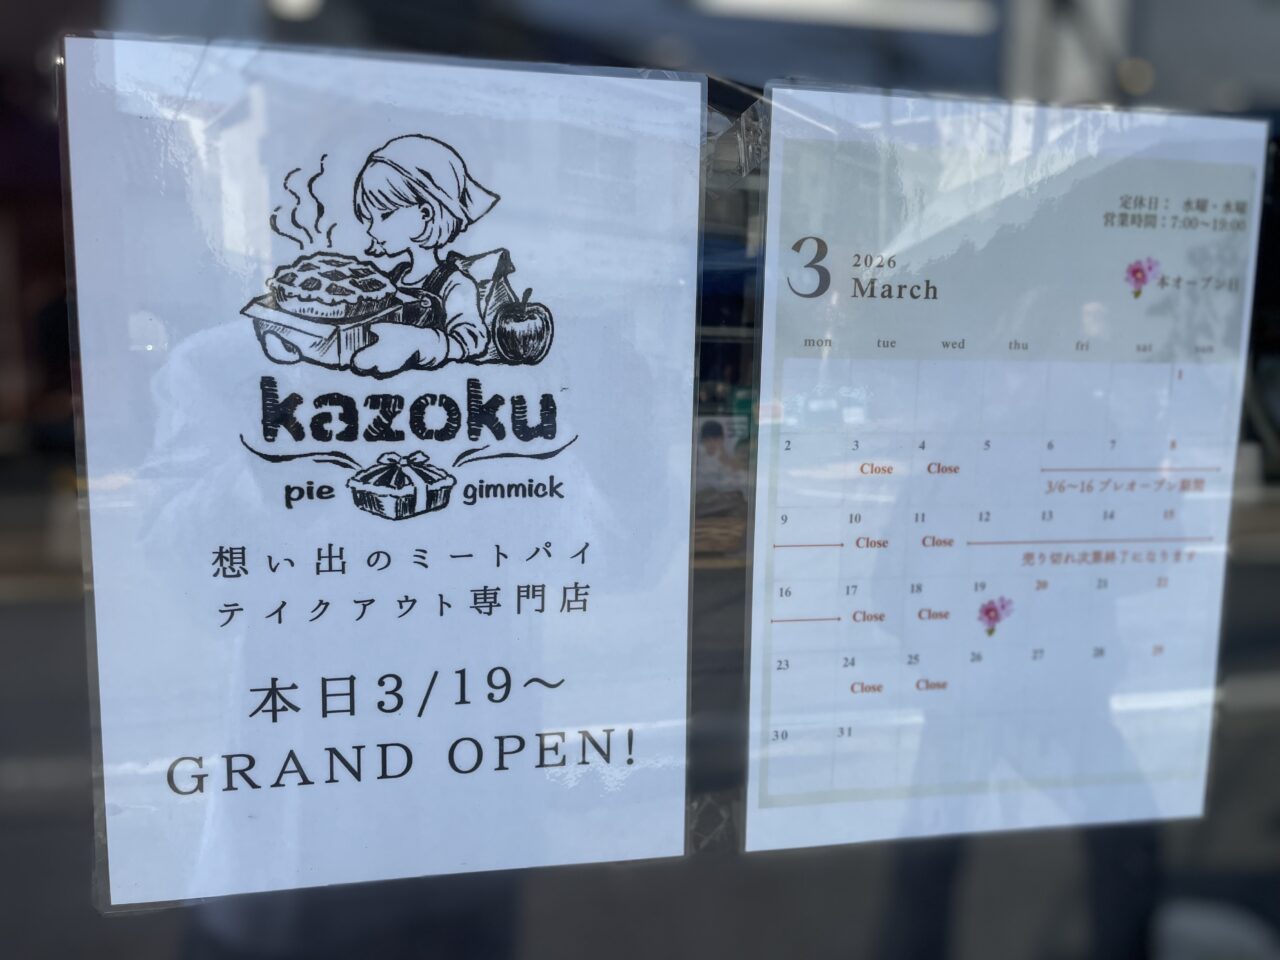 kazoku
pie gimmick
想い出のミートパイ
テイクアウト専門店
本日3/19～
GRAND OPEN!
定休日： 水曜・水曜
営業時間：7:00～19:00
3 2026
March
本オープン日
mon tue wed thu fri sat sun
1
2 3 4 5 6 7 8
Close Close
3/6～16 プレオープン期間
9 10 11 12 13 14 15
Close Close
売り切れ次第終了になります
16 17 18 19 20 21 22
Close Close
23 24 25 26 27 28 29
Close Close
30 31